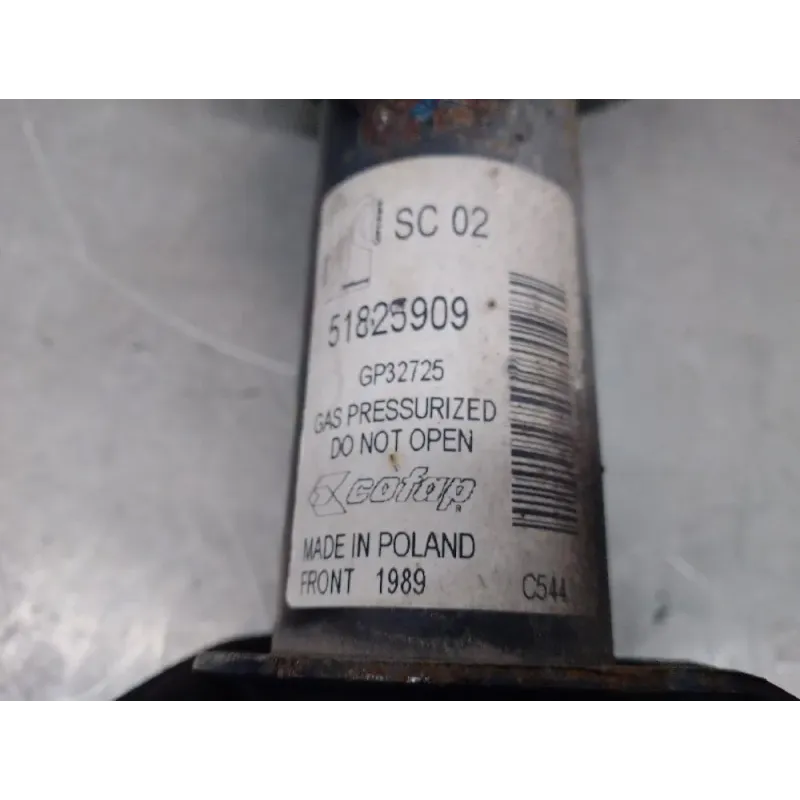 SC 02
51825909
GP32725
GAS PRESSURIZED
DO NOT OPEN
cofap®
MADE IN POLAND
FRONT 1989
C544